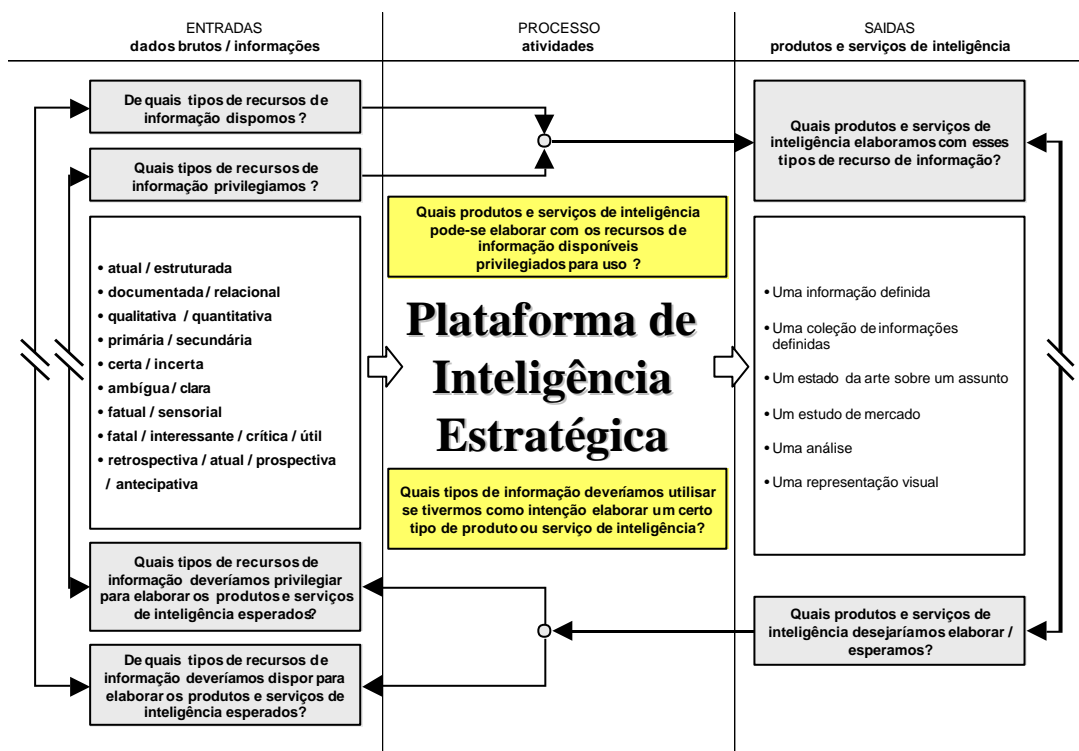 ENTRADAS
dados brutos / informações
PROCESSO
atividades
SAIDAS
produtos e serviços de inteligência
De quais tipos de recursos de
informação dispomos ?
Quais tipos de recursos de
informação privilegiamos ?
• atual / estruturada
• documentada / relacional
• qualitativa / quantitativa
• primária / secundária
• certa / incerta
• ambígua / clara
• fatual / sensorial
• fatal / interessante / crítica / útil
• retrospectiva / atual / prospectiva
/ antecipativa
Quais tipos de recursos de
informação deveríamos privilegiar
para elaborar os produtos e serviços
de inteligência esperados?
De quais tipos de recursos de
informação deveríamos dispor para
elaborar os produtos e serviços de
inteligência esperados?
Quais produtos e serviços de inteligência
pode-se elaborar com os recursos de
informação disponíveis
privilegiados para uso ?
Plataforma de
Inteligência
Estratégica
Quais tipos de informação deveríamos utilisar
se tivermos como intenção elaborar um certo
tipo de produto ou serviço de inteligência?
Quais produtos e serviços de
inteligência elaboramos com esses
tipos de recurso de informação?
• Uma informação definida
• Uma coleção de informações
definidas
• Um estado da arte sobre um assunto
• Um estudo de mercado
• Uma análise
• Uma representação visual
Quais produtos e serviços de
inteligência desejaríamos elaborar /
esperamos?